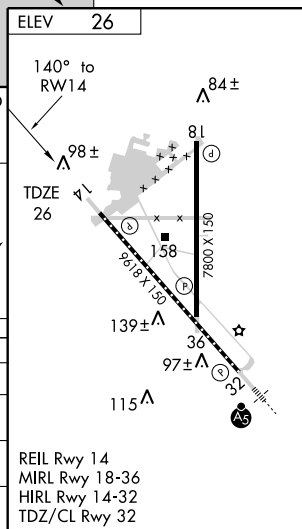 ELEV 26
140° to
RW14
84±
98±
18
P
TDZE
26
14
P
158
9618 X 150
7800 X 150
P
139±
36
97±
P
32
115
A5
REIL Rwy 14
MIRL Rwy 18-36
HIRL Rwy 14-32
TDZ/CL Rwy 32